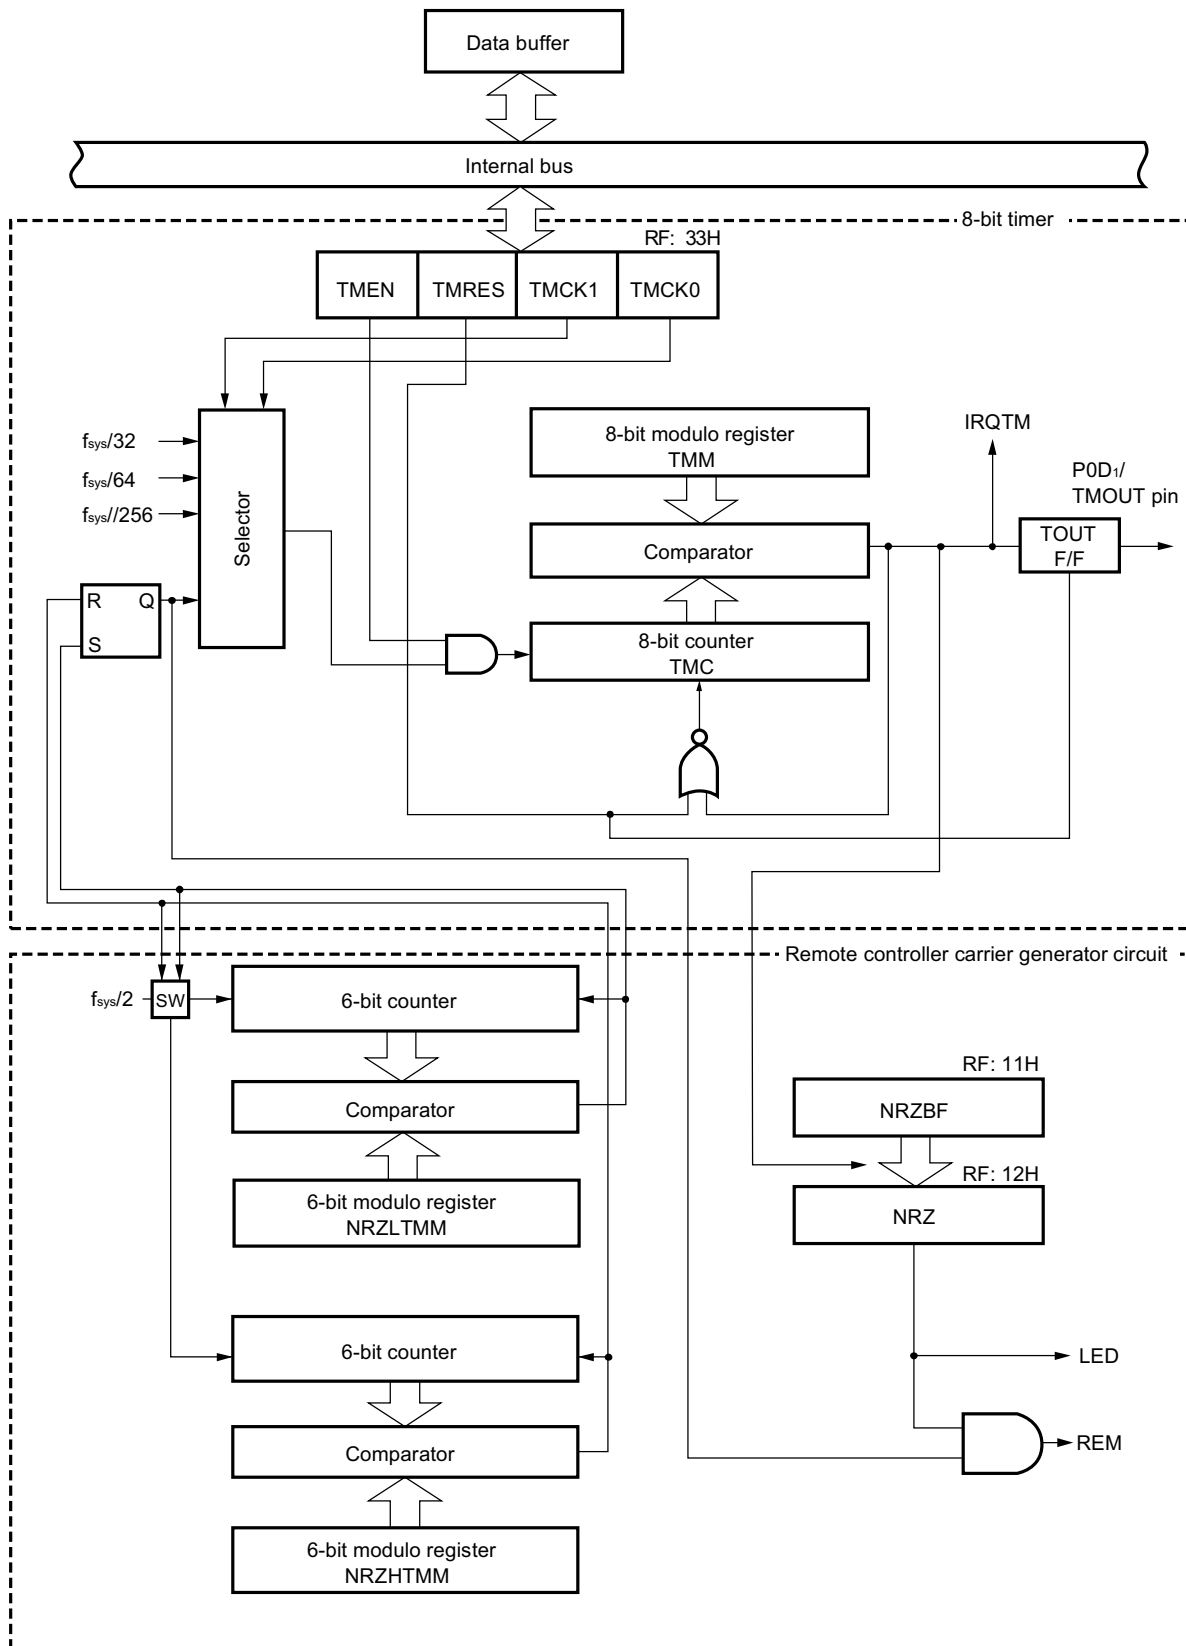 Data buffer
Internal bus
8-bit timer
RF: 33H
TMEN
TMRES
TMCK1
TMCK0
fsys/32
fsys/64
fsys//256
Selector
8-bit modulo register
TMM
Comparator
8-bit counter
TMC
IRQTM
P0D1/
TMOUT pin
TOUT
F/F
R
Q
S
Remote controller carrier generator circuit
fsys/2
SW
6-bit counter
Comparator
6-bit modulo register
NRZLTMM
RF: 11H
NRZBF
RF: 12H
NRZ
6-bit counter
Comparator
6-bit modulo register
NRZHTMM
LED
REM